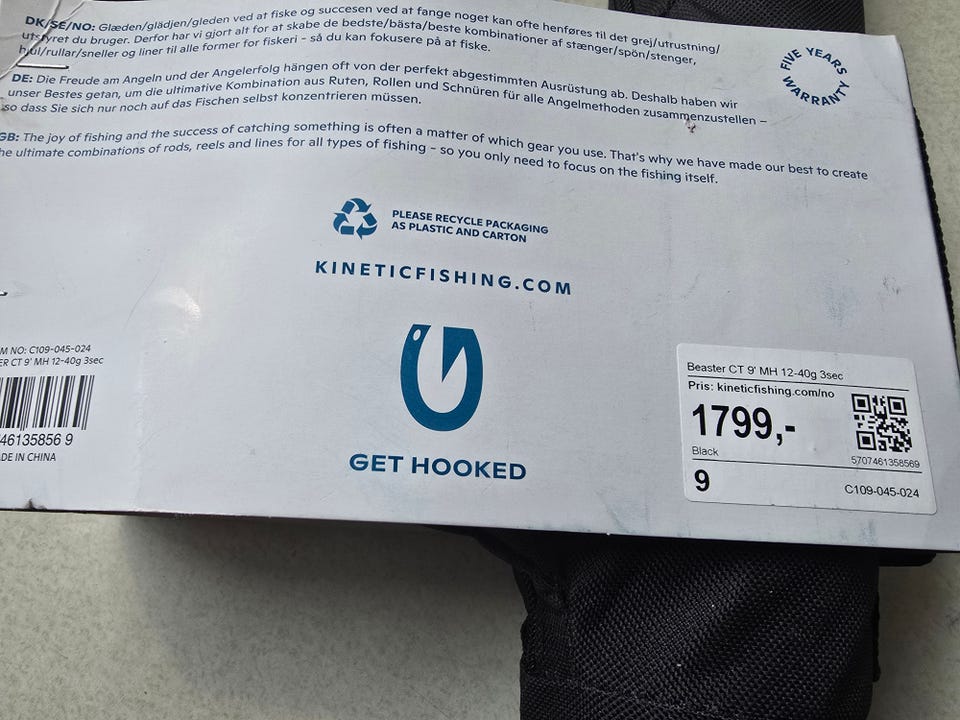 DK/SE/NO: Glæden/glädjen/gleden ved at fiske og succesen ved at fange noget kan ofte henføres til det grej/utrustning/
utstyret du bruger. Derfor har vi gjort alt for at skabe de bedste/bästa/beste kombinationer af stænger/spön/stenger,
hjul/rullar/sneller og liner til alle former for fiskeri - så du kan fokusere på at fiske.
FIVE YEARS WARRANTY
DE: Die Freude am Angeln und der Angelerfolg hängen oft von der perfekt abgestimmten Ausrüstung ab. Deshalb haben wir
unser Bestes getan, um die ultimative Kombination aus Ruten, Rollen und Schnüren für alle Angelmethoden zusammenzustellen –
so dass Sie sich nur noch auf das Fischen selbst konzentrieren müssen.
GB: The joy of fishing and the success of catching something is often a matter of which gear you use. That's why we have made our best to create
he ultimate combinations of rods, reels and lines for all types of fishing - so you only need to focus on the fishing itself.
PLEASE RECYCLE PACKAGING
AS PLASTIC AND CARTON
KINETICFISHING.COM
GET HOOKED
M NO: C109-045-024
ER CT 9' MH 12-40g 3sec
46135856 9
ADE IN CHINA
Beaster CT 9' MH 12-40g 3sec
Pris: kineticfishing.com/no
1799,-
Black
5707461358569
9
C109-045-024